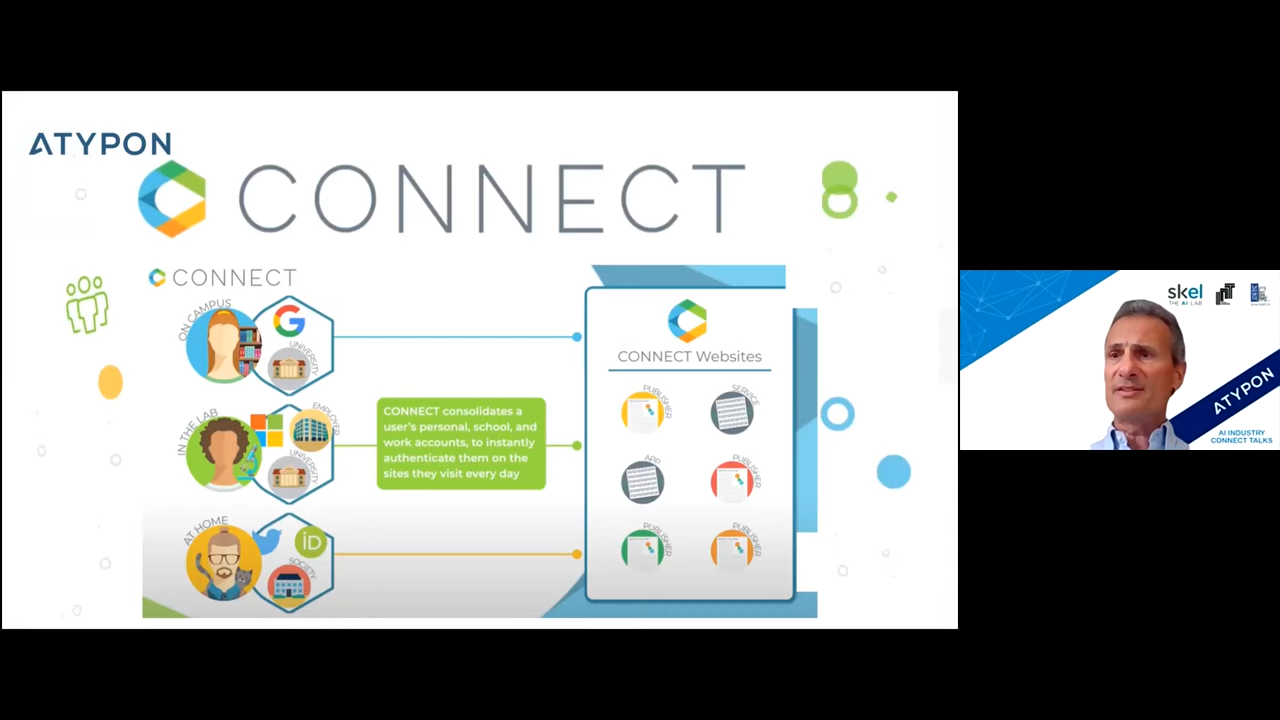 ATYPON
CONNECT
CONNECT
ON CAMPUS
UNIVERSITY
IN THE LAB
EMPLOYER
UNIVERSITY
AT HOME
iD
SOCIETY
CONNECT consolidates a
user's personal, school, and
work accounts, to instantly
authenticate them on the
sites they visit every day
CONNECT Websites
PUBLISHER
SERVICE
APP
PUBLISHER
PUBLISHER
PUBLISHER
skel
THE AI LAB
ATYPON
AI INDUSTRY
CONNECT TALKS